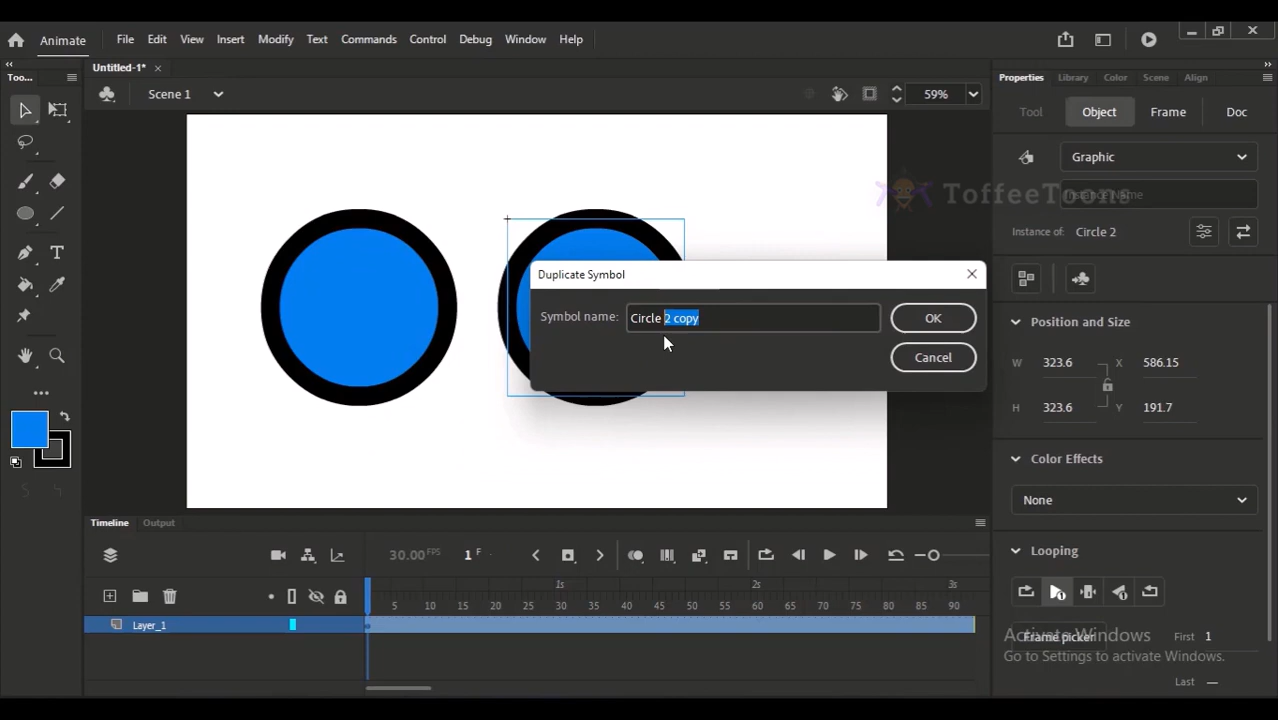 Animate
File Edit View Insert Modify Text Commands Control Debug Window Help
Too...
Untitled-1*
Properties Library Color Scene Align
Scene 1
59%
Tool Object Frame Doc
Graphic
Instance Name
ToffeeToons
Instance of: Circle 2
Duplicate Symbol
Symbol name: Circle 2 copy
OK
Cancel
Position and Size
W 323.6 X 586.15
H 323.6 Y 191.7
Color Effects
None
Looping
Frame picker First 1
Last —
Activate Windows
Go to Settings to activate Windows.
Timeline Output
30.00 FPS 1 F
1s 2s 3s
5 10 15 20 25 30 35 40 45 50 55 60 65 70 75 80 85 90
Layer_1